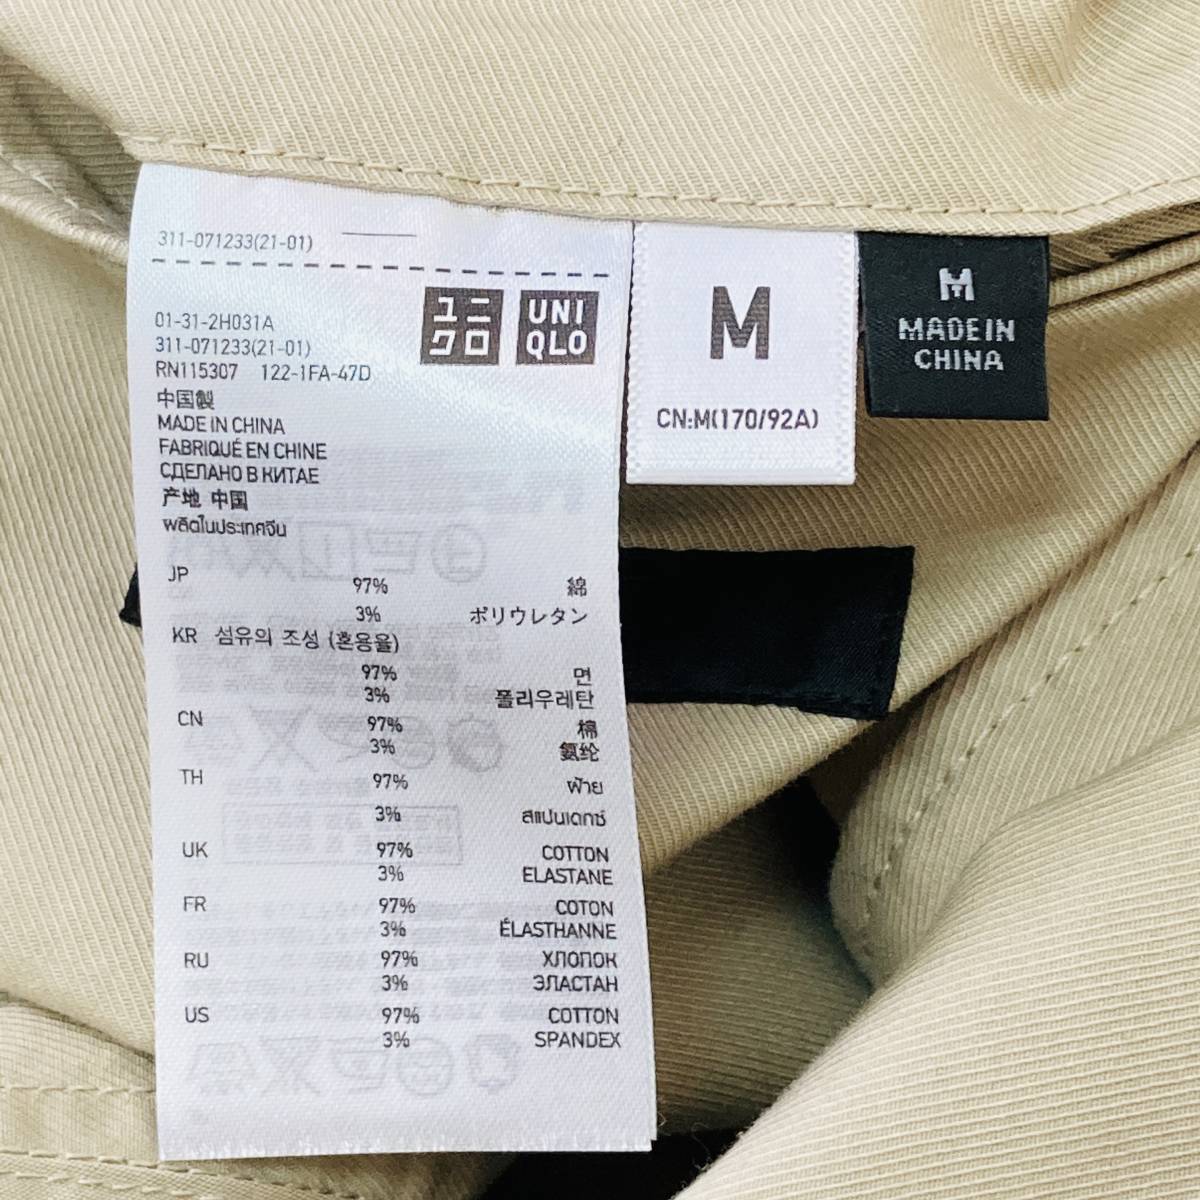 311-071233(21-01)
ユニ
クロ
UNI
QLO
01-31-2H031A
311-071233(21-01)
RN115307 122-1FA-47D
中国製
MADE IN CHINA
FABRIQUÉ EN CHINE
СДЕЛАНО В КИТАЕ
产地 中国
ผลิตในประเทศจีน
JP 97% 綿
3% ポリウレタン
KR 섬유의 조성 (혼용율)
97% 면
3% 폴리우레탄
CN 97% 棉
3% 氨纶
TH 97% ฝ้าย
3% สแปนเดกซ์
UK 97% COTTON
3% ELASTANE
FR 97% COTON
3% ÉLASTHANNE
RU 97% ХЛОПОК
3% ЭЛАСТАН
US 97% COTTON
3% SPANDEX
M
CN:M(170/92A)
M
MADE IN
CHINA